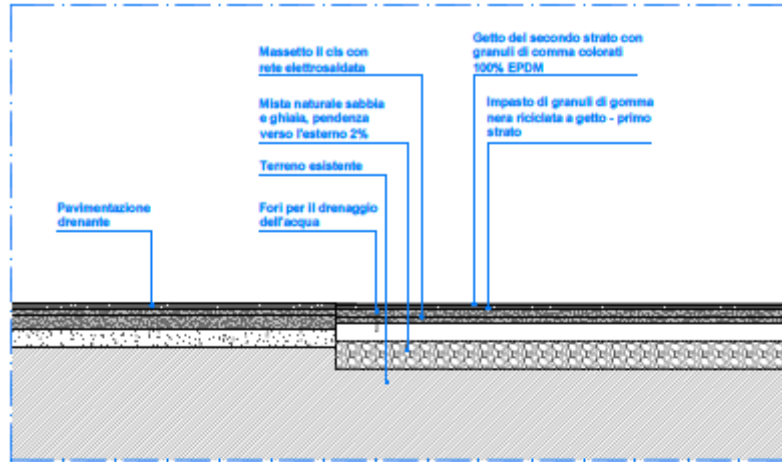 Massetto il cls con
rete elettrosaldata
Mista naturale sabbia
e ghiaia, pendenza
verso l'esterno 2%
Terreno esistente
Fori per il drenaggio
dell'acqua
Pavimentazione
drenante
Getto del secondo strato con
granuli di comma colorati
100% EPDM
Impasto di granuli di gomma
nera riciclata a getto - primo
strato